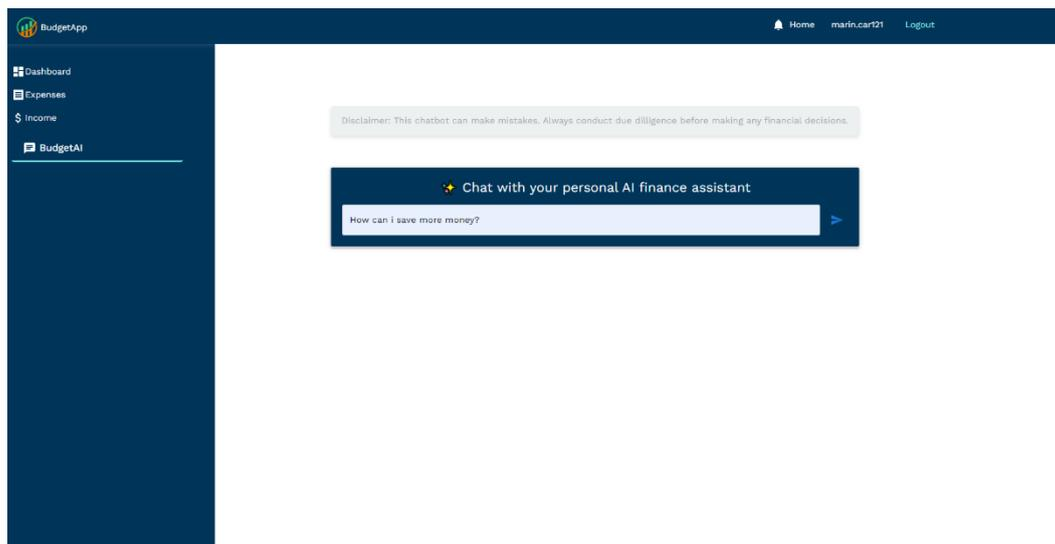 BudgetApp
Home marin.car121 Logout
Dashboard
Expenses
Income
BudgetAI
Disclaimer: This chatbot can make mistakes. Always conduct due dilligence before making any financial decisions.
Chat with your personal AI finance assistant
How can i save more money?